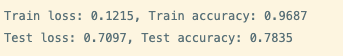 Train loss: 0.1215, Train accuracy: 0.9687
Test loss: 0.7097, Test accuracy: 0.7835